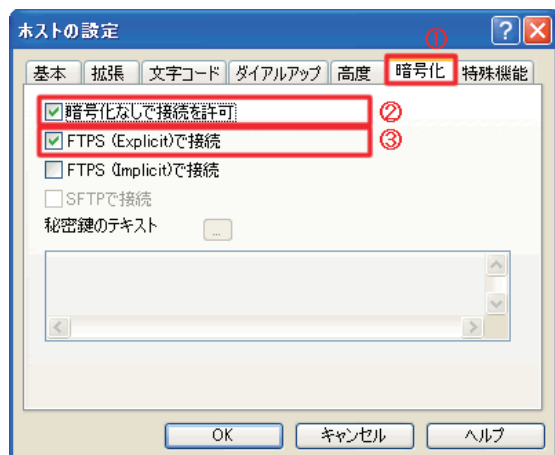 ホストの設定
①
基本 拡張 文字コード ダイアルアップ 高度 暗号化 特殊機能
暗号化なしで接続を許可 ②
FTPS (Explicit)で接続 ③
FTPS (Implicit)で接続
SFTPで接続
秘密鍵のテキスト ...
OK キャンセル ヘルプ